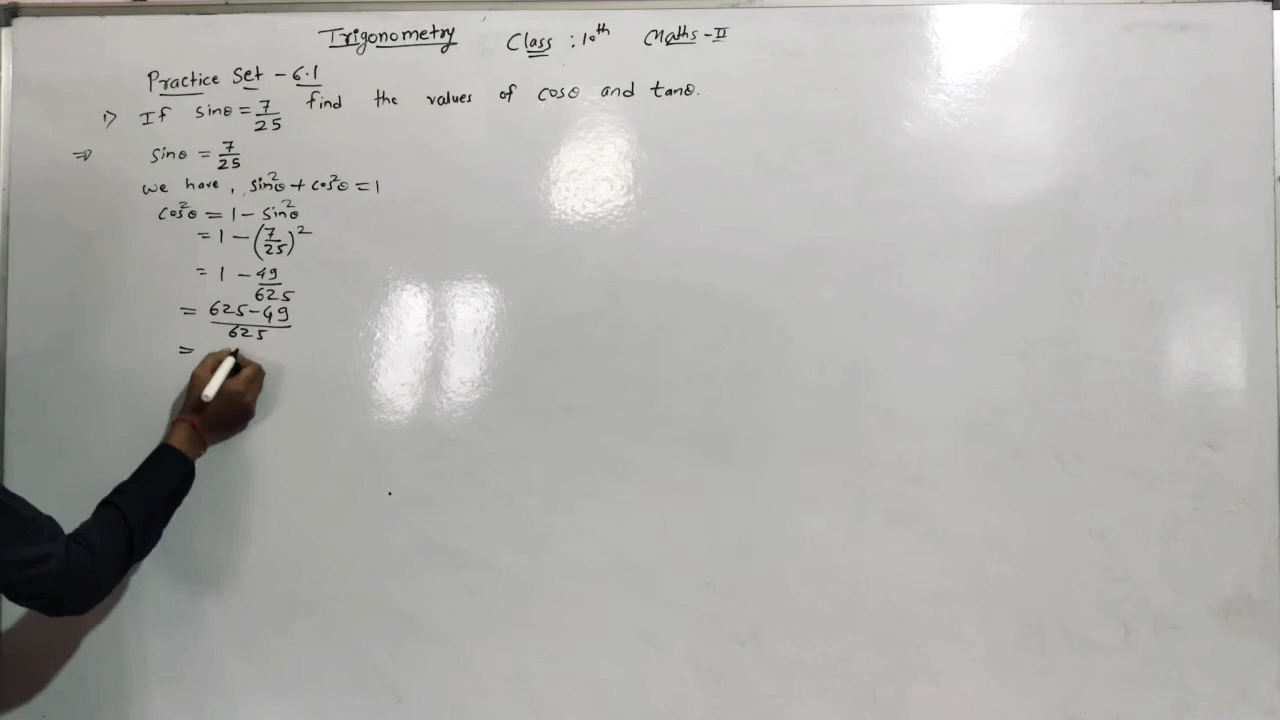 Trigonometry Class : 10th Maths-II
Practice Set - 6.1
1) If sinθ = 7/25 find the values of cosθ and tanθ.
⇒ sinθ = 7/25
we have, sin²θ + cos²θ = 1
cos²θ = 1 - sin²θ
= 1 - (7/25)²
= 1 - 49/625
= 625-49/625
=